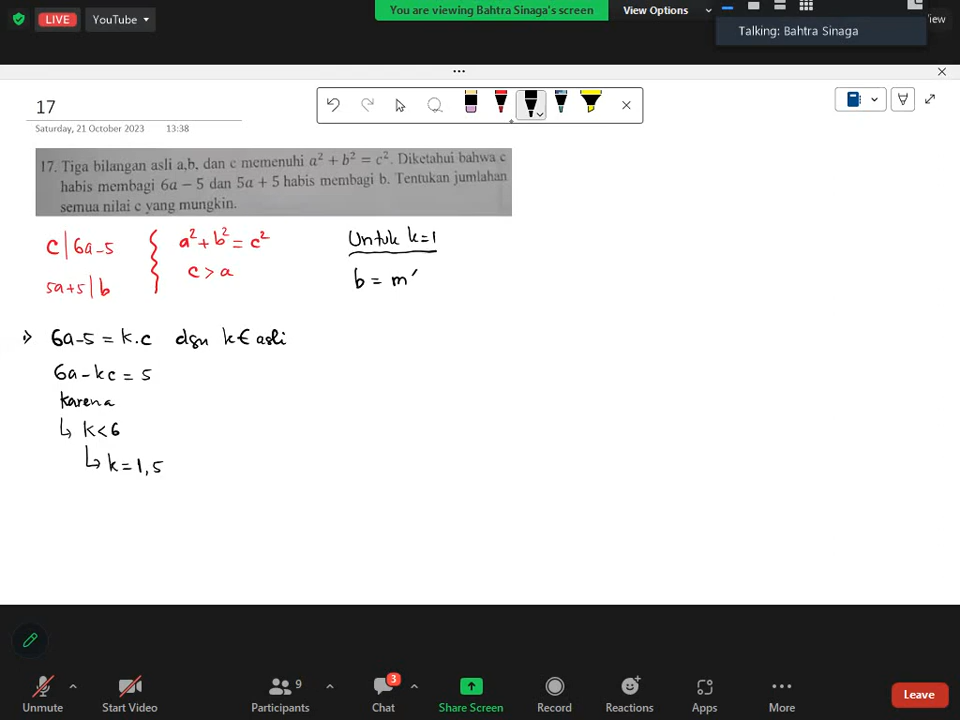 LIVE
YouTube
You are viewing Bahtra Sinaga's screen
View Options
iew
Talking: Bahtra Sinaga
17
Saturday, 21 October 2023 13:38
17. Tiga bilangan asli a,b, dan c memenuhi a² + b² = c². Diketahui bahwa c
habis membagi 6a − 5 dan 5a + 5 habis membagi b. Tentukan jumlahan
semua nilai c yang mungkin.
c | 6a-5
5a+5 | b
a² + b² = c²
c > a
Untuk k=1
b = m
6a-5 = k.c dgn k ∈ asli
6a - kc = 5
karena
↳ k<6
↳ k=1,5
Unmute
Start Video
9
Participants
3
Chat
Share Screen
Record
Reactions
Apps
More
Leave